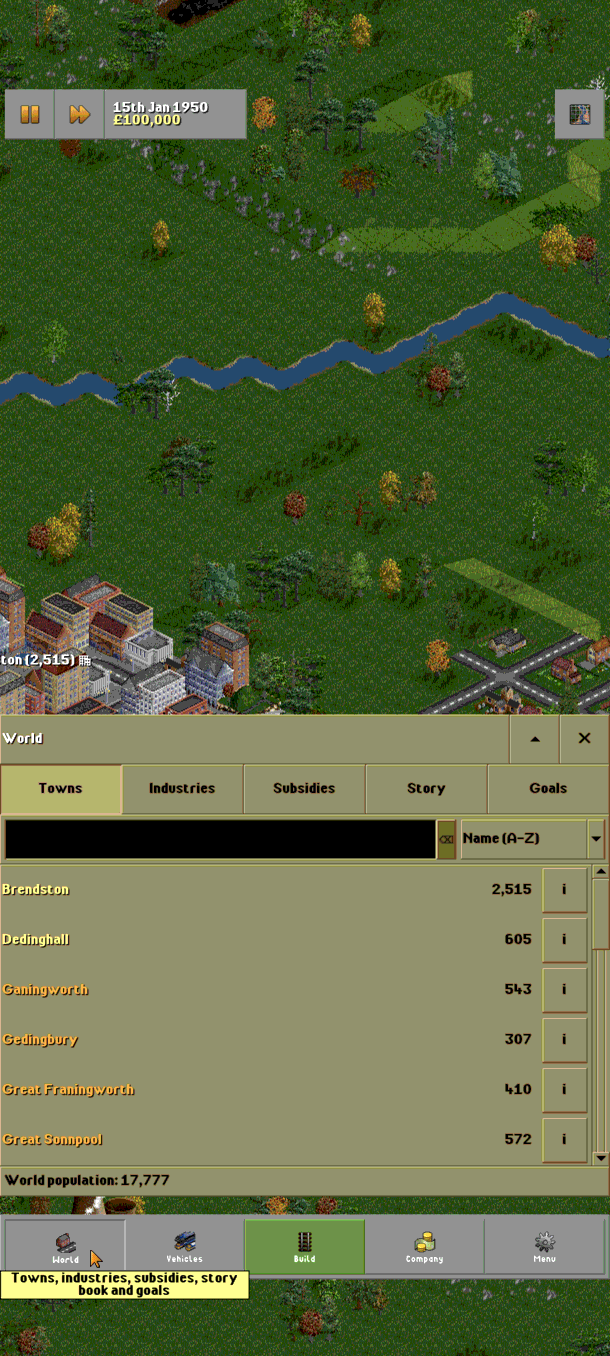 15th Jan 1950
£100,000
ton (2,515)
World
Towns
Industries
Subsidies
Story
Goals
Name (A-Z)
Brendston 2,515 i
Dedinghall 605 i
Ganingworth 543 i
Gedingbury 307 i
Great Franingworth 410 i
Great Sonnpool 572 i
World population: 17,777
World
Vehicles
Build
Company
Menu
Towns, industries, subsidies, story
book and goals